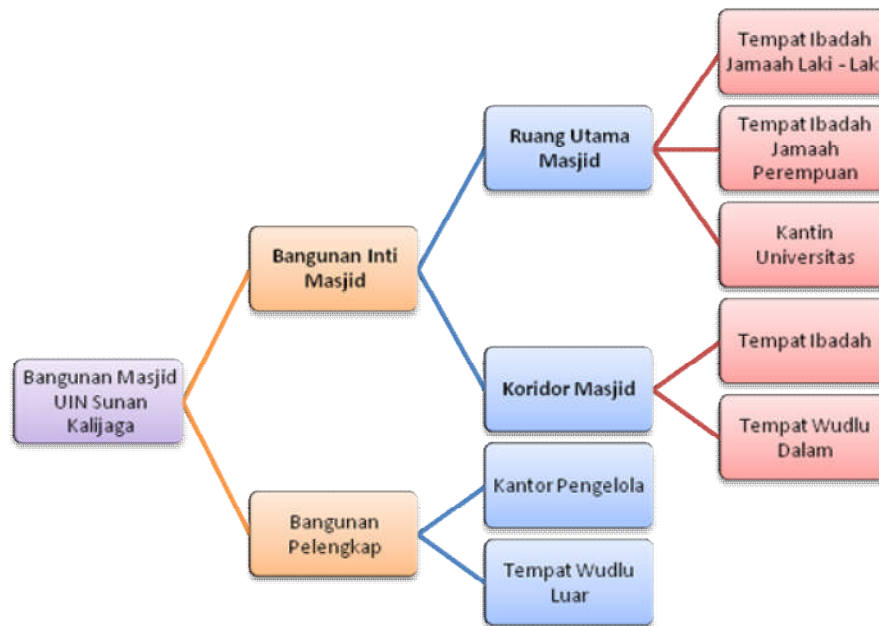 Tempat Ibadah
Jamaah Laki - Lak
Ruang Utama
Masjid
Tempat Ibadah
Jamaah
Perempuan
Kantin
Universitas
Bangunan Inti
Masjid
Tempat Ibadah
Bangunan Masjid
UIN Sunan
Kalijaga
Koridor Masjid
Tempat Wudlu
Dalam
Kantor Pengelola
Bangunan
Pelengkap
Tempat Wudlu
Luar